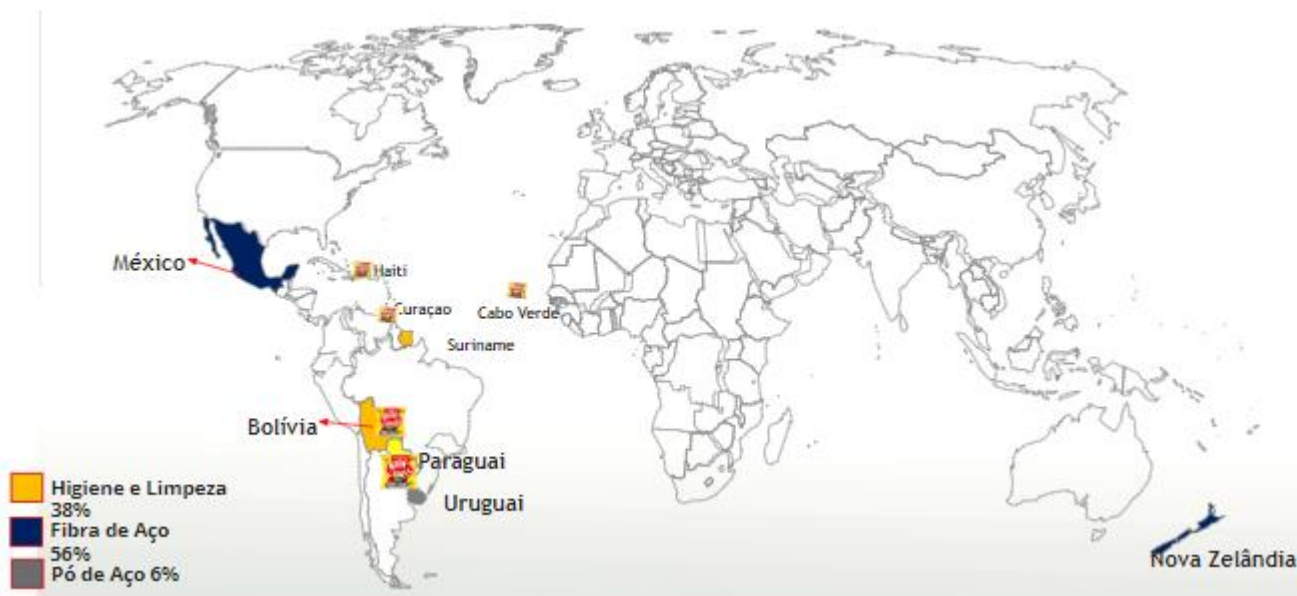 México
Haiti
Curaçao
Cabo Verde
Suriname
Bolívia
Paraguai
Uruguai
Higiene e Limpeza
38%
Fibra de Aço
56%
Pó de Aço 6%
Nova Zelândia